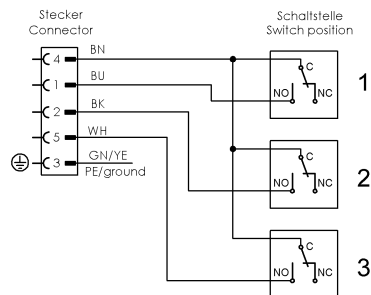 Stecker
Connector
Schaltstelle
Switch position
4 BN
1 BU
2 BK
5 WH
3 GN/YE
PE/ground
C
NO NC
1
C
NO NC
2
C
NO NC
3